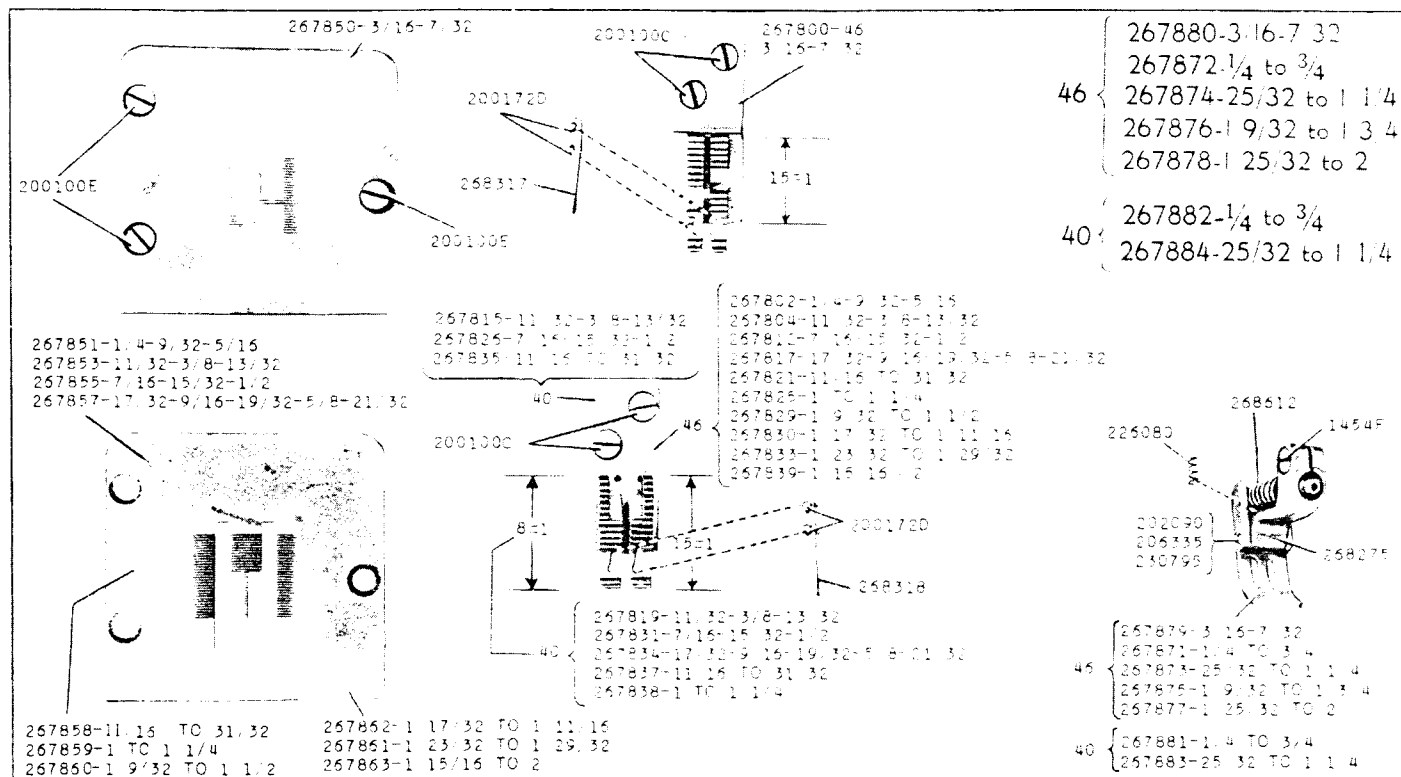 267850-3/16-7/32
200100E
200100E
200100C
267800-46
3 16-7 32
200172D
268317
15=1
46
267880-3/16-7 32
267872-1/4 to 3/4
267874-25/32 to 1 1/4
267876-1 9/32 to 1 3 4
267878-1 25/32 to 2
40
267882-1/4 to 3/4
267884-25/32 to 1 1/4
267851-1/4-9/32-5/16
267853-11/32-3/8-13/32
267855-7/16-15/32-1/2
267857-17/32-9/16-19/32-5/8-21/32
267815-11 32-3 8-13/32
267826-7 16-15 32-1 2
267835-11 16 TO 31 32
40
200100C
46
267802-1/4-9 32-5 16
267804-11 32-3 8-13/32
267812-7 16-15 32-1 2
267817-17 32-9 16-19/32-5 8-21/32
267821-11/16 TO 31 32
267825-1 TO 1 1/4
267829-1 9 32 TO 1 1/2
267830-1 17 32 TO 1 11 16
267833-1 23 32 TO 1 29/32
267839-1 15 16 - 2
8=1
15=1
200172D
268318
40
267819-11/32-3/8-13 32
267831-7/16-15 32-1/2
267834-17/32-9 16-19/32-5 8-21 32
267837-11 16 TO 31 32
267838-1 TO 1 1/4
267858-11/16 TO 31/32
267859-1 TO 1 1/4
267860-1 9/32 TO 1 1/2
267862-1 17/32 TO 1 11/16
267861-1 23/32 TO 1 29/32
267863-1 15/16 TO 2
268612
226080
1454F
202090
206335
230795
268275
46
267879-3 16-7 32
267871-1/4 TO 3 4
267873-25/32 TO 1 1 4
267875-1 9/32 TO 1 3 4
267877-1 25/32 TO 2
40
267881-1/4 TO 3/4
267883-25 32 TO 1 1 4